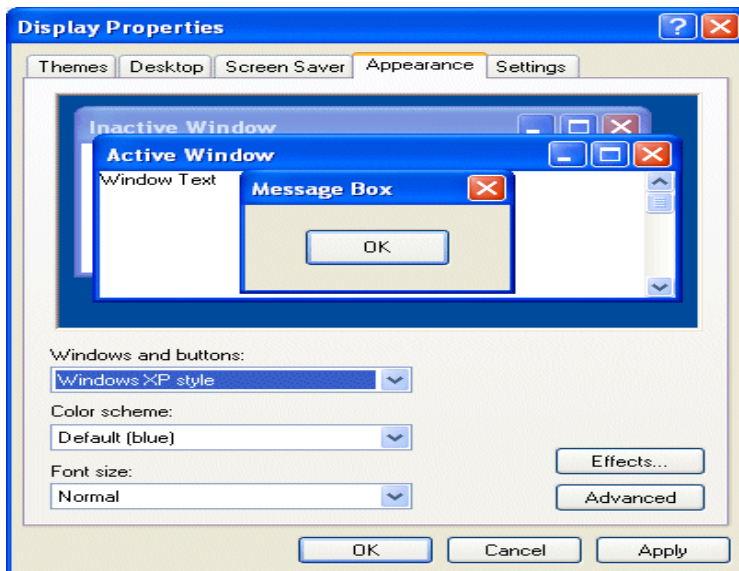 Display Properties
Themes Desktop Screen Saver Appearance Settings
Inactive Window
Active Window
Window Text
Message Box
OK
Windows and buttons:
Windows XP style
Color scheme:
Default (blue)
Effects...
Font size:
Normal
Advanced
OK Cancel Apply